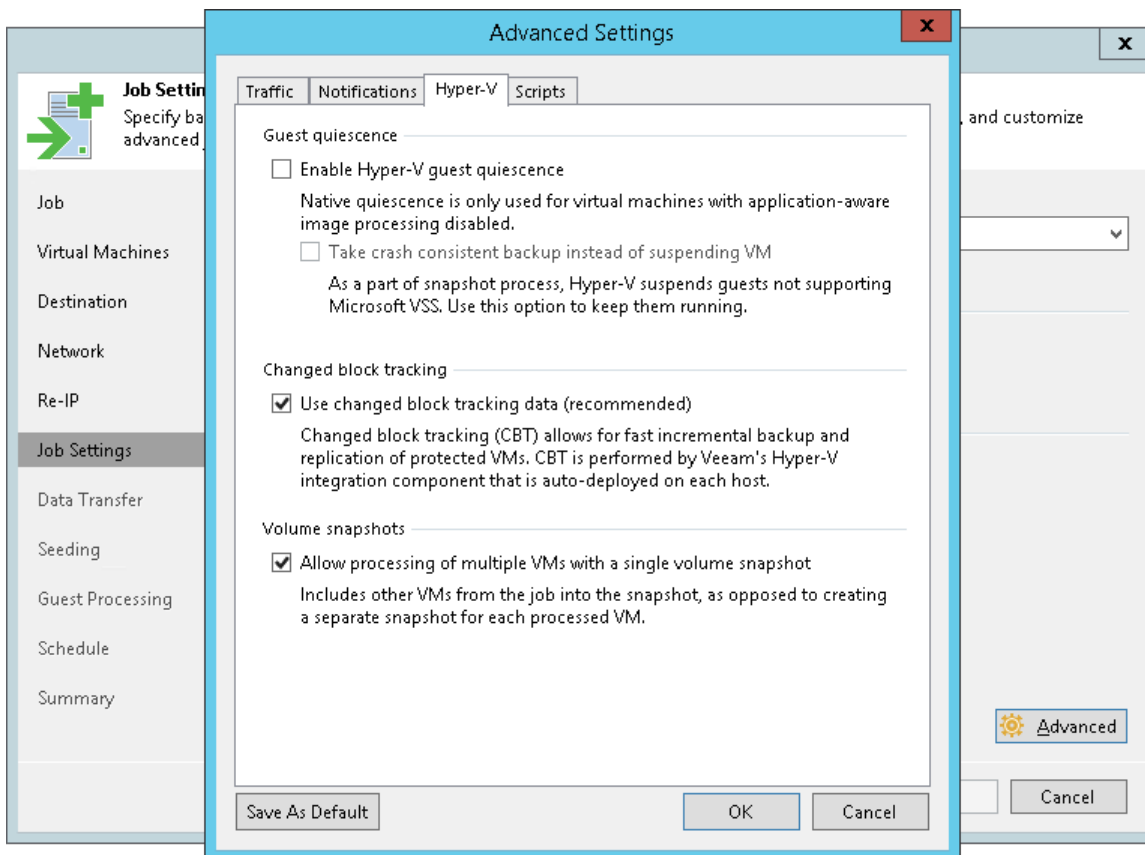 Advanced Settings
x
x
Job Settin
Specify ba
advanced
, and customize
Job
Virtual Machines
Destination
Network
Re-IP
Job Settings
Data Transfer
Seeding
Guest Processing
Schedule
Summary
Traffic Notifications Hyper-V Scripts
Guest quiescence
Enable Hyper-V guest quiescence
Native quiescence is only used for virtual machines with application-aware
image processing disabled.
Take crash consistent backup instead of suspending VM
As a part of snapshot process, Hyper-V suspends guests not supporting
Microsoft VSS. Use this option to keep them running.
Changed block tracking
Use changed block tracking data (recommended)
Changed block tracking (CBT) allows for fast incremental backup and
replication of protected VMs. CBT is performed by Veeam's Hyper-V
integration component that is auto-deployed on each host.
Volume snapshots
Allow processing of multiple VMs with a single volume snapshot
Includes other VMs from the job into the snapshot, as opposed to creating
a separate snapshot for each processed VM.
Save As Default
OK
Cancel
Advanced
Cancel